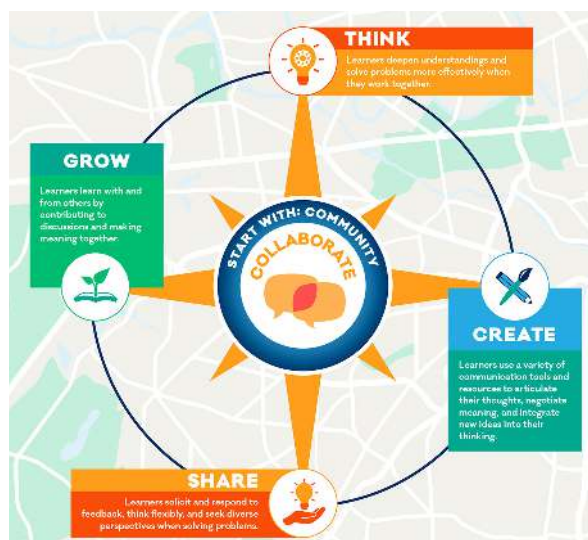 THINK
Learners deepen understandings and
solve problems more effectively when
they work together.
GROW
Learners learn with and
from others by
contributing to
discussions and making
meaning together.
START WITH: COMMUNITY
COLLABORATE
CREATE
Learners use a variety of
communication tools and
resources to articulate
their thoughts, negotiate
meaning, and integrate
new ideas into their
thinking.
SHARE
Learners solicit and respond to
feedback, think flexibly, and seek diverse
perspectives when solving problems.